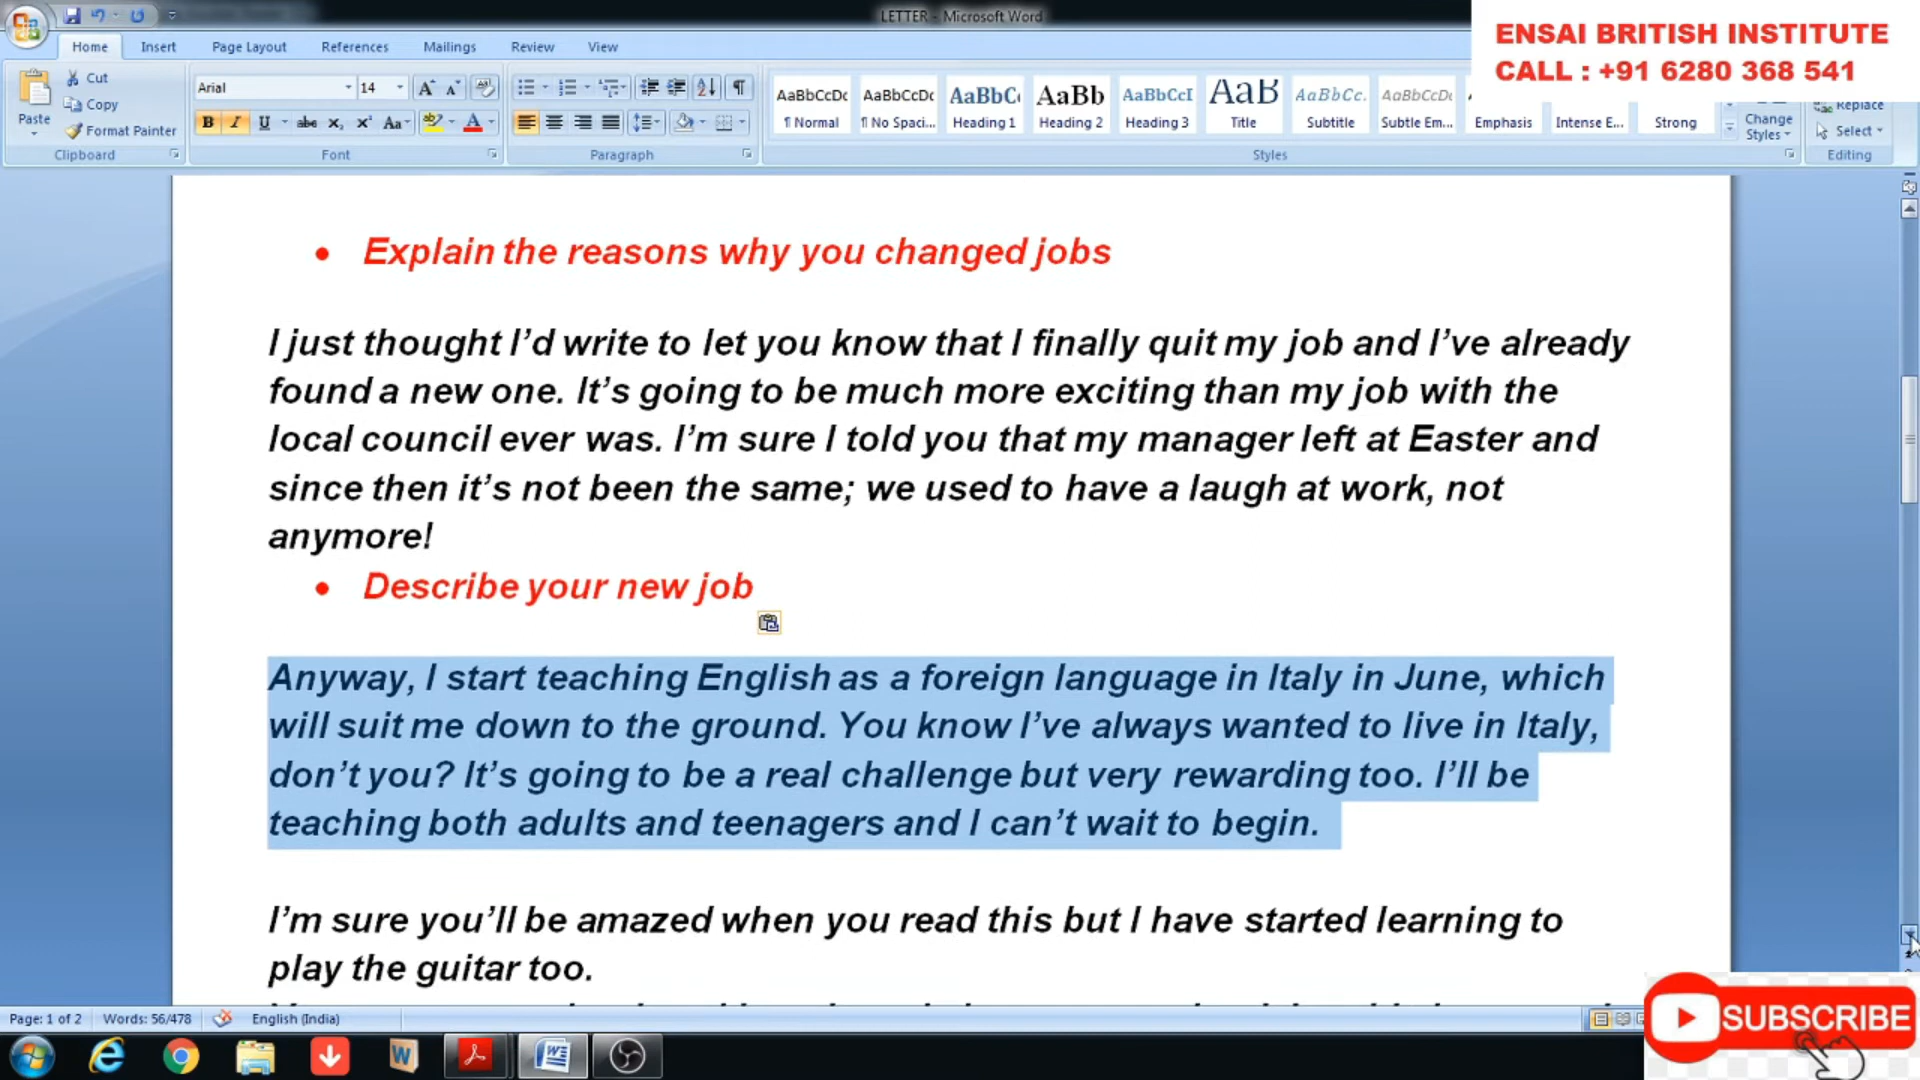 LETTER - Microsoft Word
ENSAI BRITISH INSTITUTE
CALL : +91 6280 368 541
Home Insert Page Layout References Mailings Review View
Cut
Copy
Format Painter
Paste
Clipboard
Arial 14
Font
Paragraph
AaBbCcDc AaBbCcDc AaBbC AaBb AaBbCcI AaB AaBbCc. AaBbCcDc
¶ Normal ¶ No Spaci... Heading 1 Heading 2 Heading 3 Title Subtitle Subtle Em... Emphasis Intense E... Strong
Change Styles
Styles
Replace
Select
Editing
• Explain the reasons why you changed jobs
I just thought I’d write to let you know that I finally quit my job and I’ve already
found a new one. It’s going to be much more exciting than my job with the
local council ever was. I’m sure I told you that my manager left at Easter and
since then it’s not been the same; we used to have a laugh at work, not
anymore!
• Describe your new job
Anyway, I start teaching English as a foreign language in Italy in June, which
will suit me down to the ground. You know I’ve always wanted to live in Italy,
don’t you? It’s going to be a real challenge but very rewarding too. I’ll be
teaching both adults and teenagers and I can’t wait to begin.
I’m sure you’ll be amazed when you read this but I have started learning to
play the guitar too.
Page: 1 of 2 Words: 56/478 English (India)
SUBSCRIBE